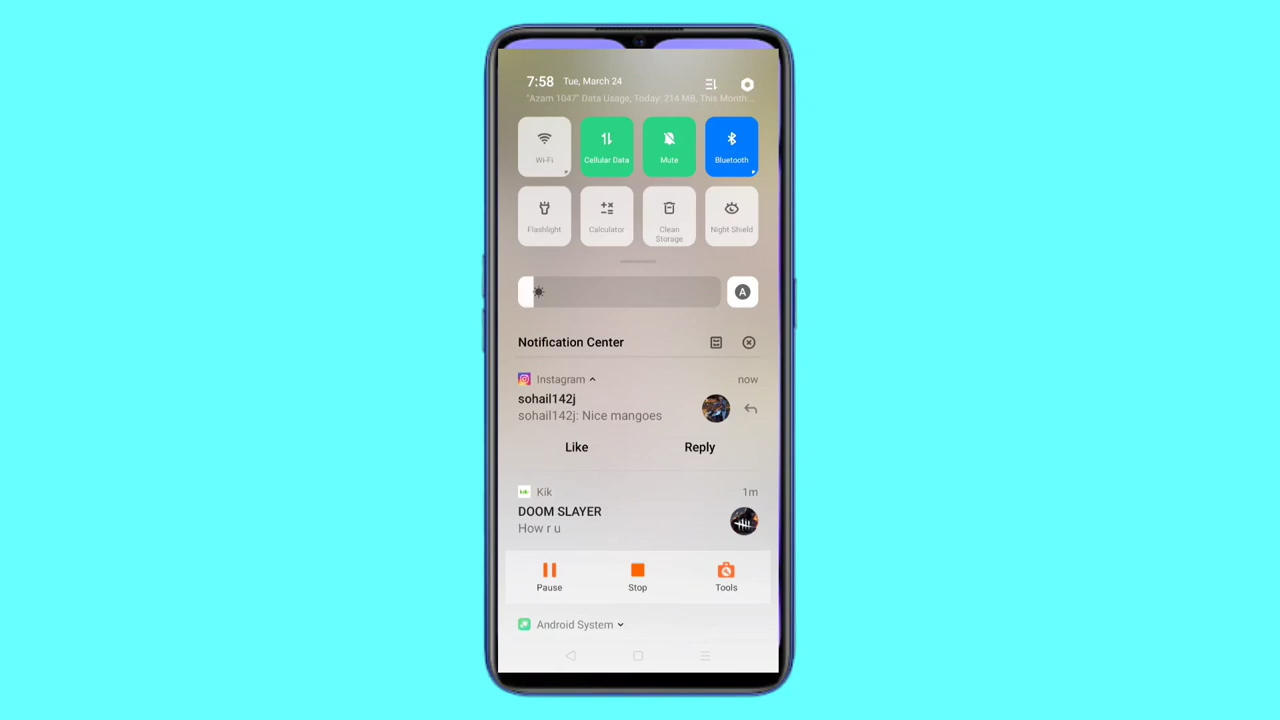 7:58 Tue, March 24
"Azam 1047" Data Usage, Today: 214 MB, This Month:...
Wi-Fi Cellular Data Mute Bluetooth
Flashlight Calculator Clean Storage Night Shield
A
Notification Center
Instagram now
sohail142j
sohail142j: Nice mangoes
Like Reply
kik Kik 1m
DOOM SLAYER
How r u
Pause Stop Tools
Android System